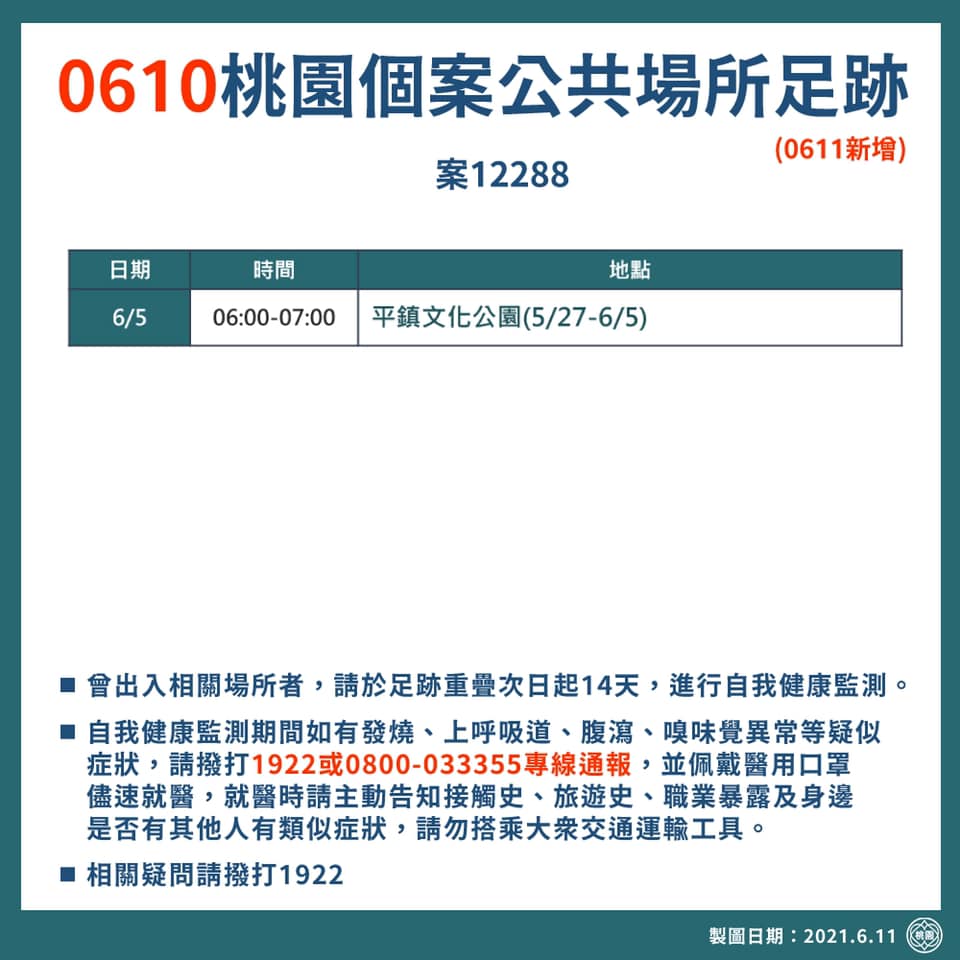 0610桃園個案公共場所足跡
(0611新增)
案12288
日期 時間 地點
6/5 06:00-07:00 平鎮文化公園(5/27-6/5)
■ 曾出入相關場所者，請於足跡重疊次日起14天，進行自我健康監測。
■ 自我健康監測期間如有發燒、上呼吸道、腹瀉、嗅味覺異常等疑似
症狀，請撥打1922或0800-033355專線通報，並佩戴醫用口罩
儘速就醫，就醫時請主動告知接觸史、旅遊史、職業暴露及身邊
是否有其他人有類似症狀，請勿搭乘大眾交通運輸工具。
■ 相關疑問請撥打1922
製圖日期：2021.6.11 桃園